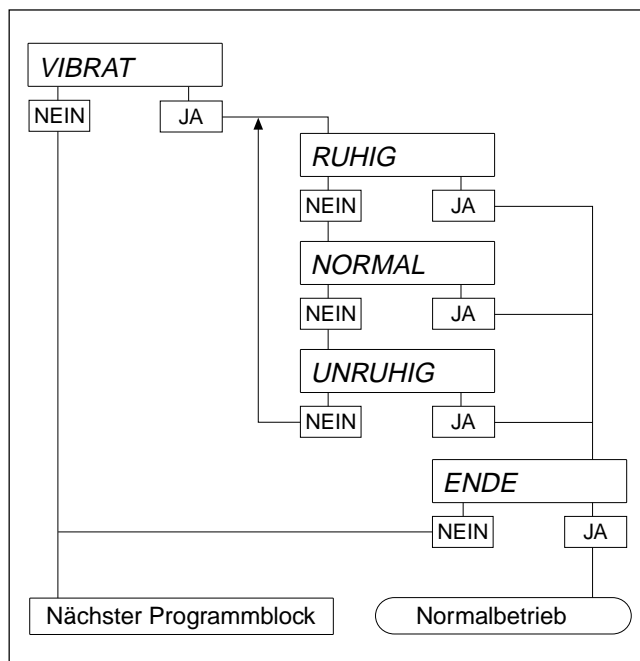 VIBRAT
NEIN JA
RUHIG
NEIN JA
NORMAL
NEIN JA
UNRUHIG
NEIN JA
ENDE
NEIN JA
Nächster Programmblock Normalbetrieb